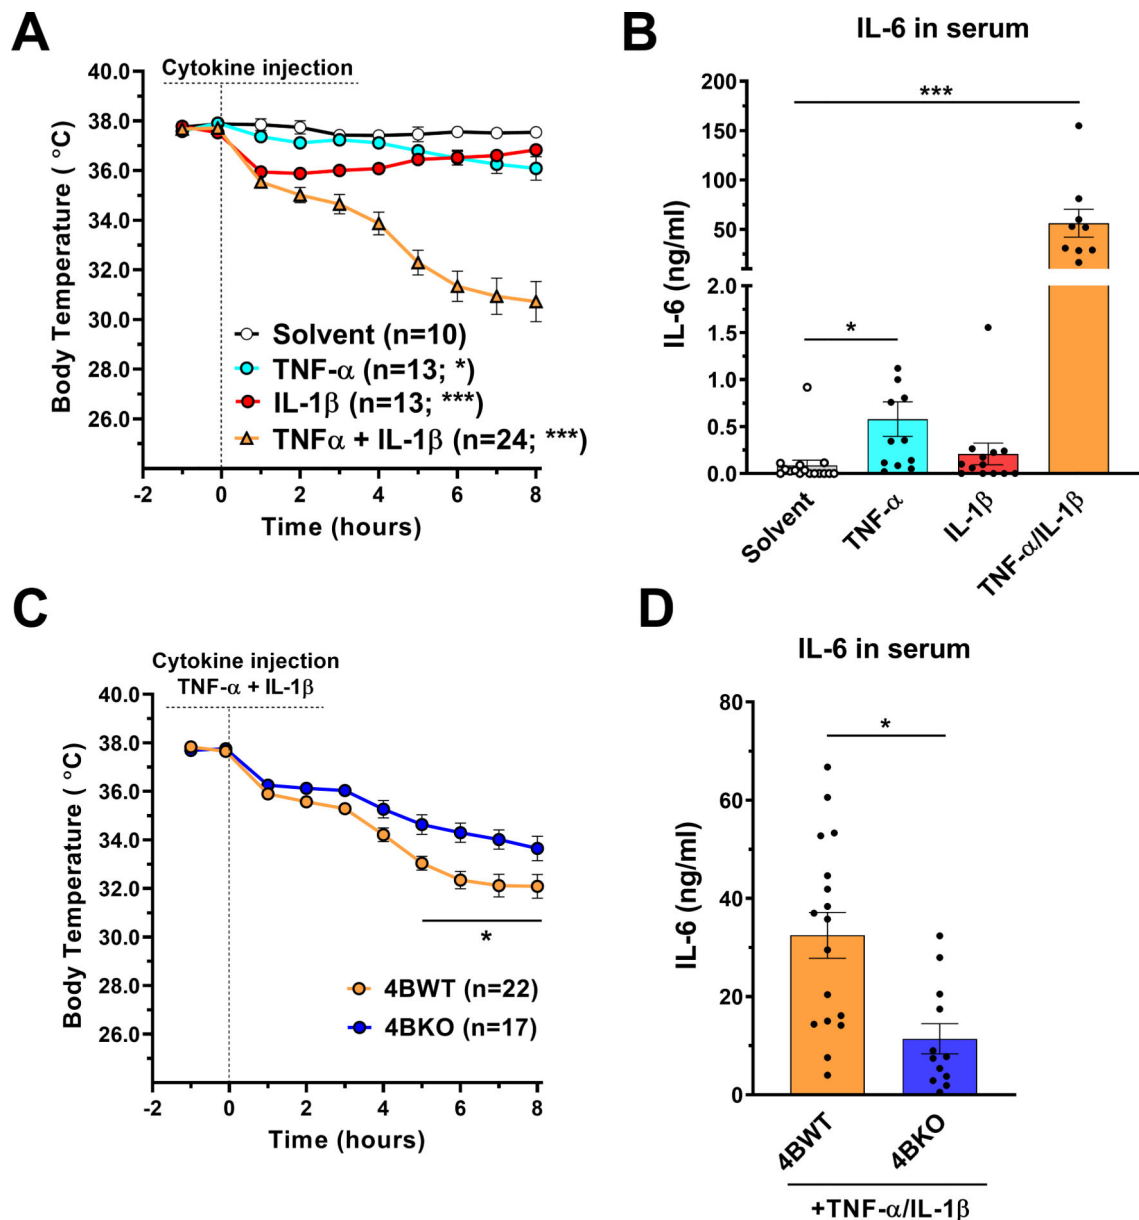 A
Cytokine injection
Body Temperature ( °C)
40.0
38.0
36.0
34.0
32.0
30.0
28.0
26.0
Solvent (n=10)
TNF-α (n=13; *)
IL-1β (n=13; ***)
TNFα + IL-1β (n=24; ***)
-2 0 2 4 6 8
Time (hours)
B
IL-6 in serum
IL-6 (ng/ml)
200
150
100
50
2.0
1.5
1.0
0.5
0.0
***
*
Solvent
TNF-α
IL-1β
TNF-α/IL-1β
C
Cytokine injection
TNF-α + IL-1β
Body Temperature ( °C)
40.0
38.0
36.0
34.0
32.0
30.0
28.0
26.0
*
4BWT (n=22)
4BKO (n=17)
-2 0 2 4 6 8
Time (hours)
D
IL-6 in serum
IL-6 (ng/ml)
80
60
40
20
0
*
4BWT
4BKO
+TNF-α/IL-1β